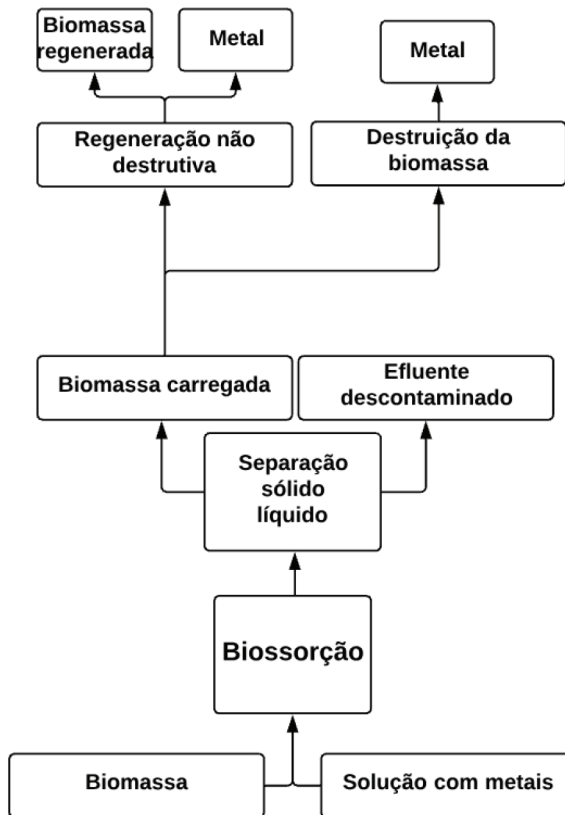 Biomassa
regenerada
Metal
Metal
Regeneração não
destrutiva
Destruição da
biomassa
Biomassa carregada
Efluente
descontaminado
Separação
sólido
líquido
Biossorção
Biomassa
Solução com metais